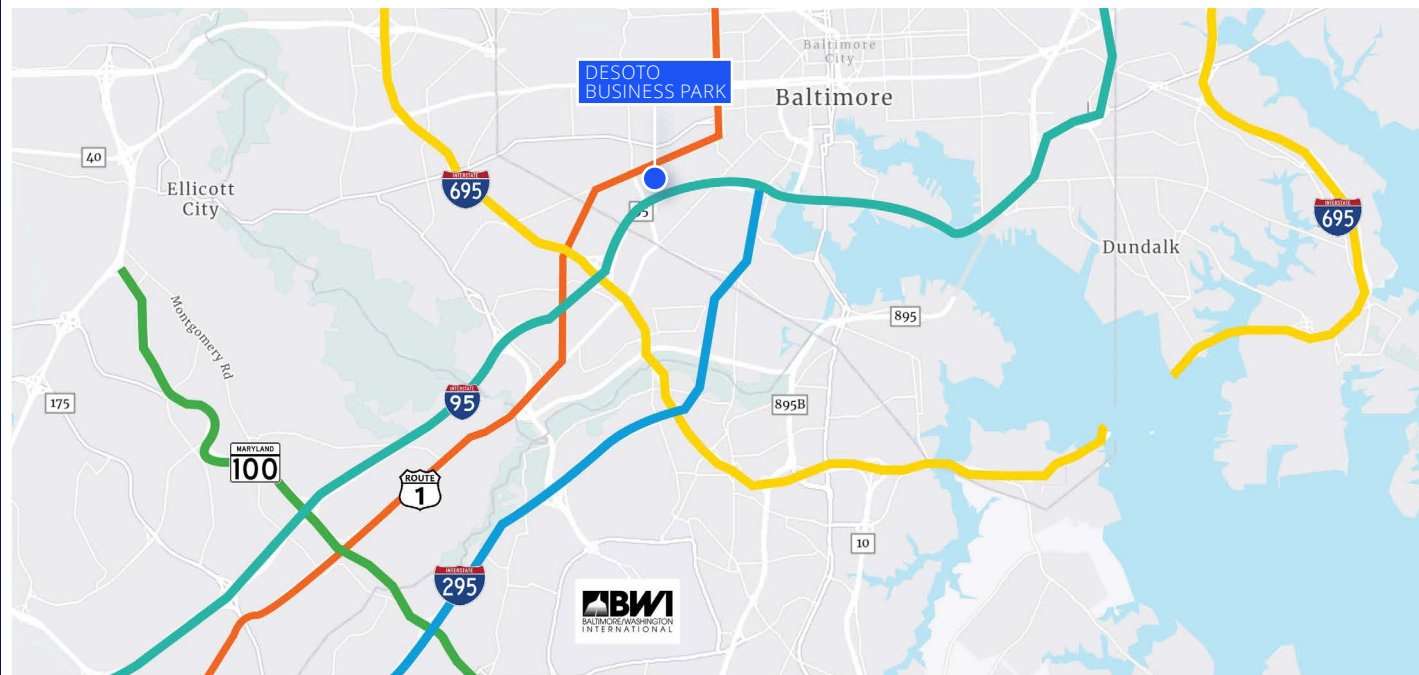 Baltimore
City
DESOTO
BUSINESS PARK
Baltimore
40
Ellicott
City
INTERSTATE
695
INTERSTATE
695
Dundalk
Montgomery Rd
895
175
INTERSTATE
95
895B
MARYLAND
100
ROUTE
1
10
INTERSTATE
295
BWI
BALTIMORE/WASHINGTON
INTERNATIONAL